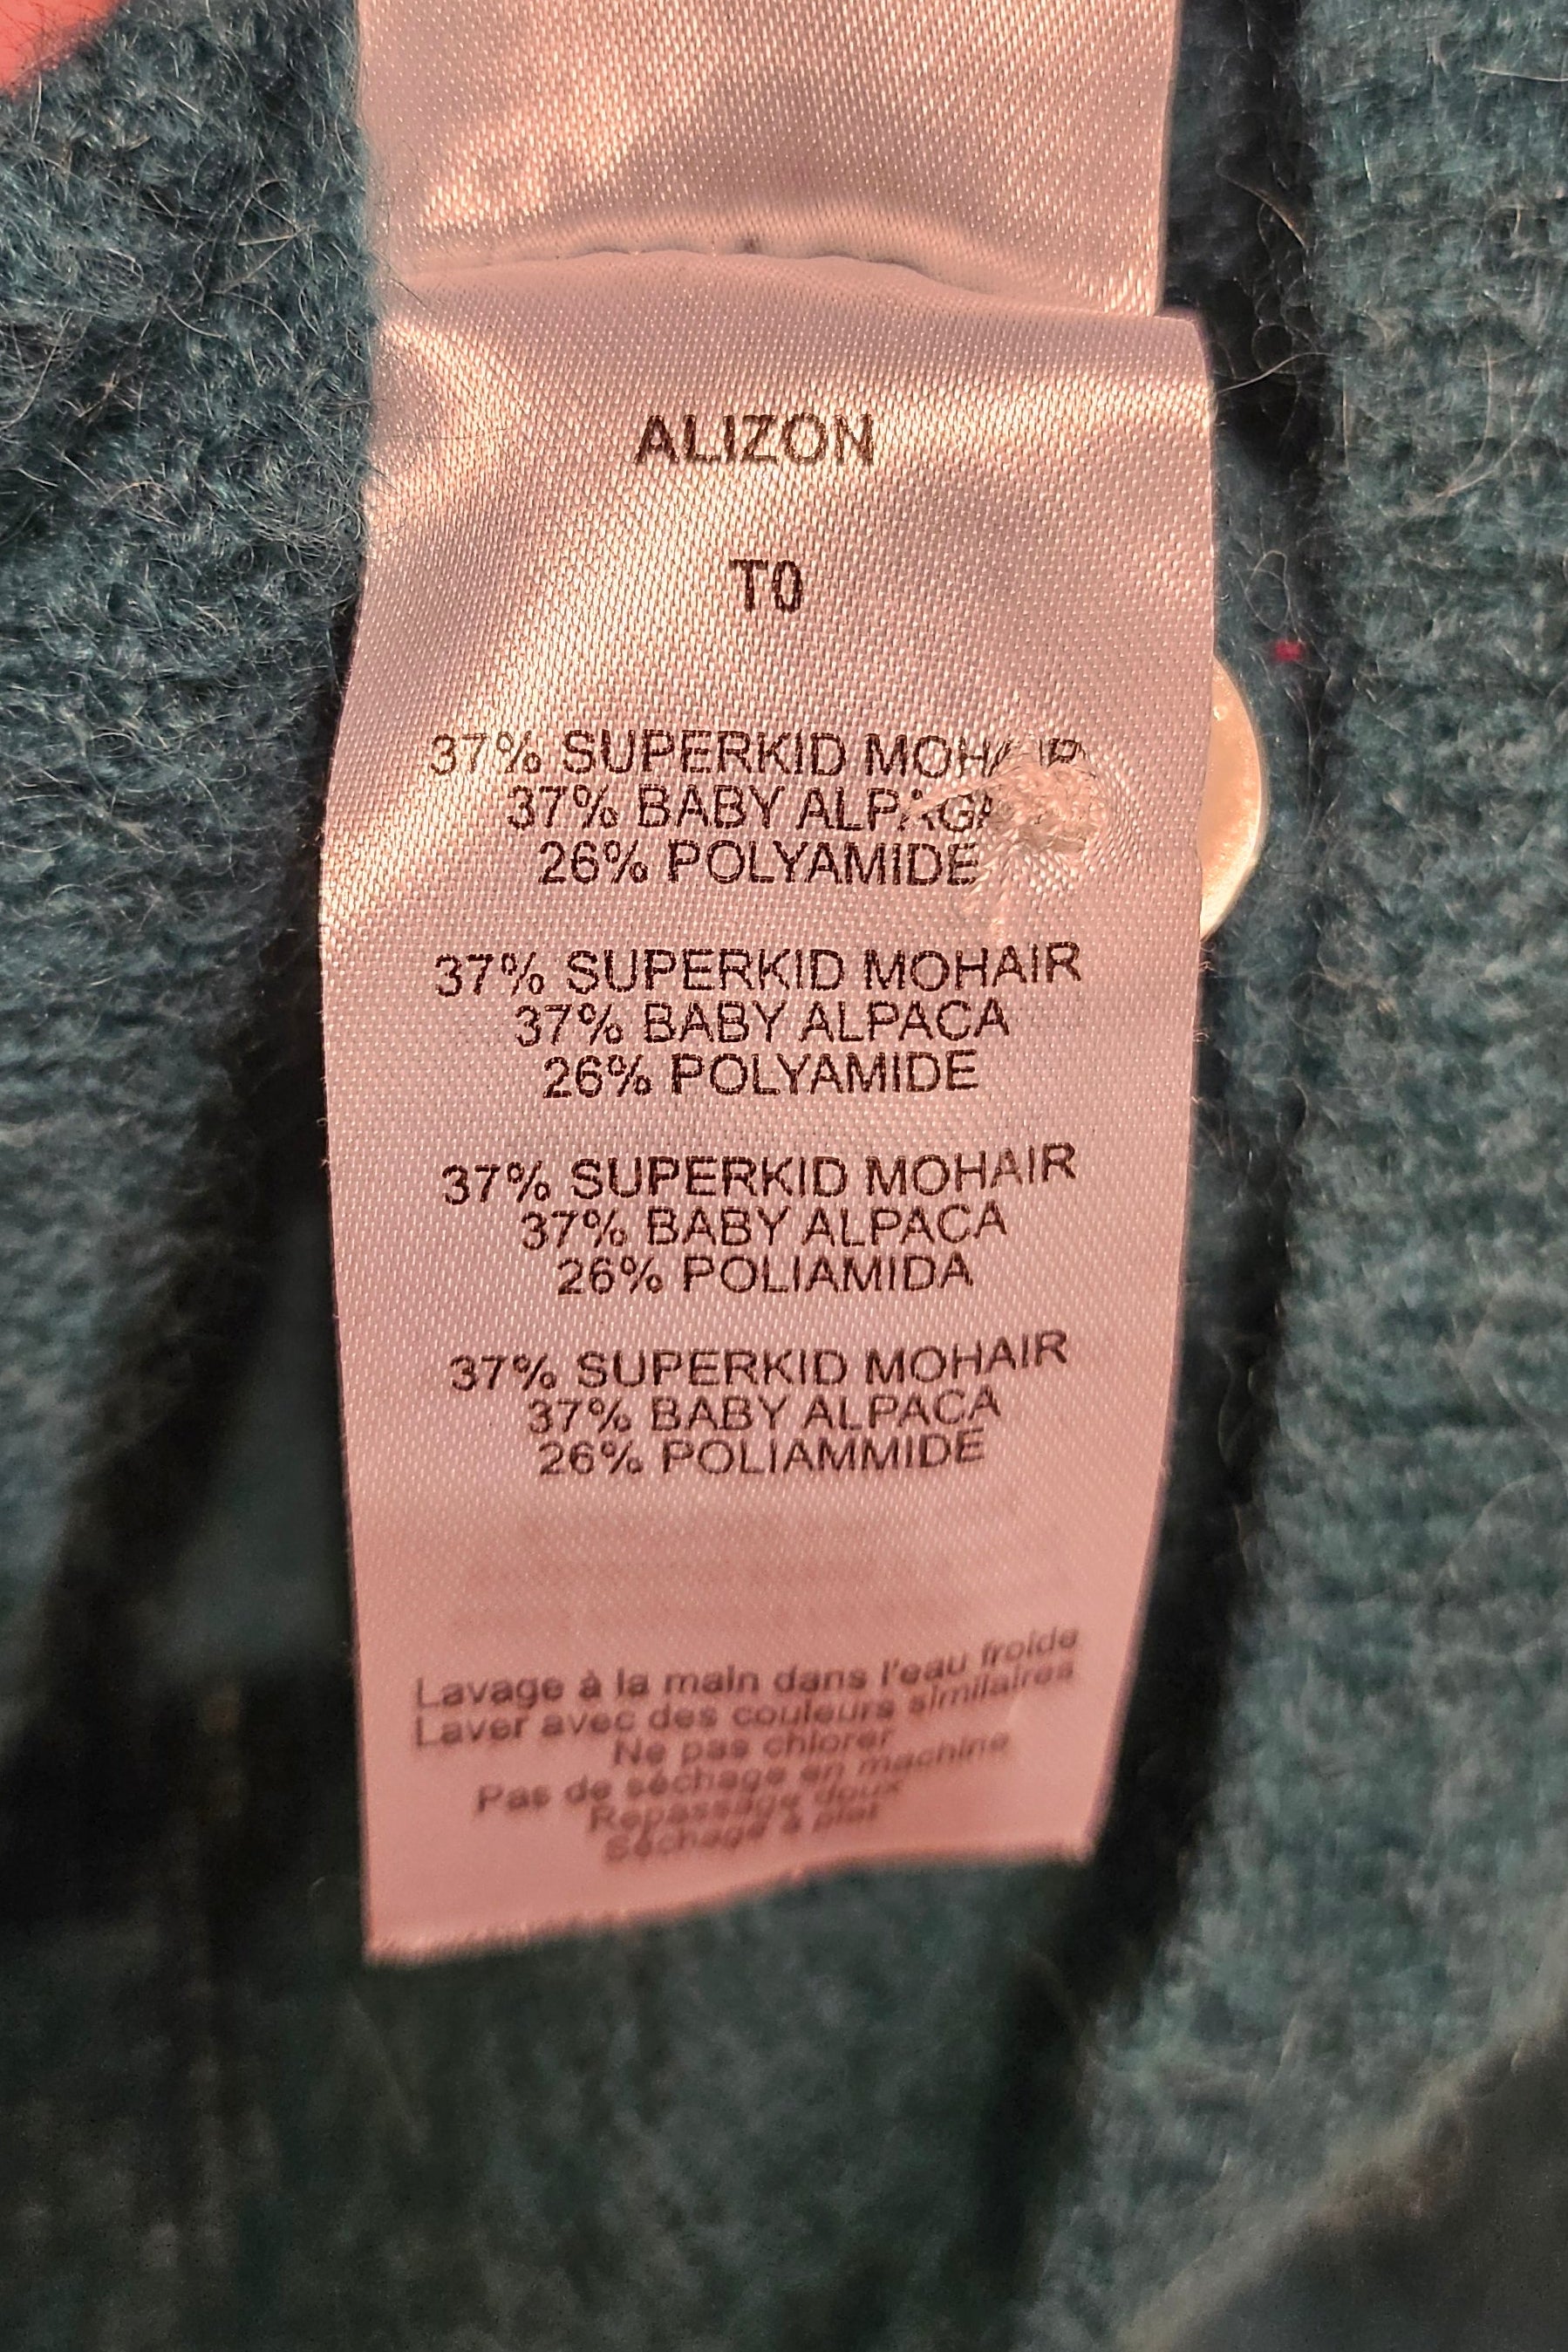 ALIZON
T0
37% SUPERKID MOHAIR
37% BABY ALPAGA
26% POLYAMIDE
37% SUPERKID MOHAIR
37% BABY ALPACA
26% POLYAMIDE
37% SUPERKID MOHAIR
37% BABY ALPACA
26% POLIAMIDA
37% SUPERKID MOHAIR
37% BABY ALPACA
26% POLIAMMIDE
Lavage à la main dans l'eau froide
Laver avec des couleurs similaires
Ne pas chlorer
Pas de séchage en machine
Repassage doux
Séchage à plat